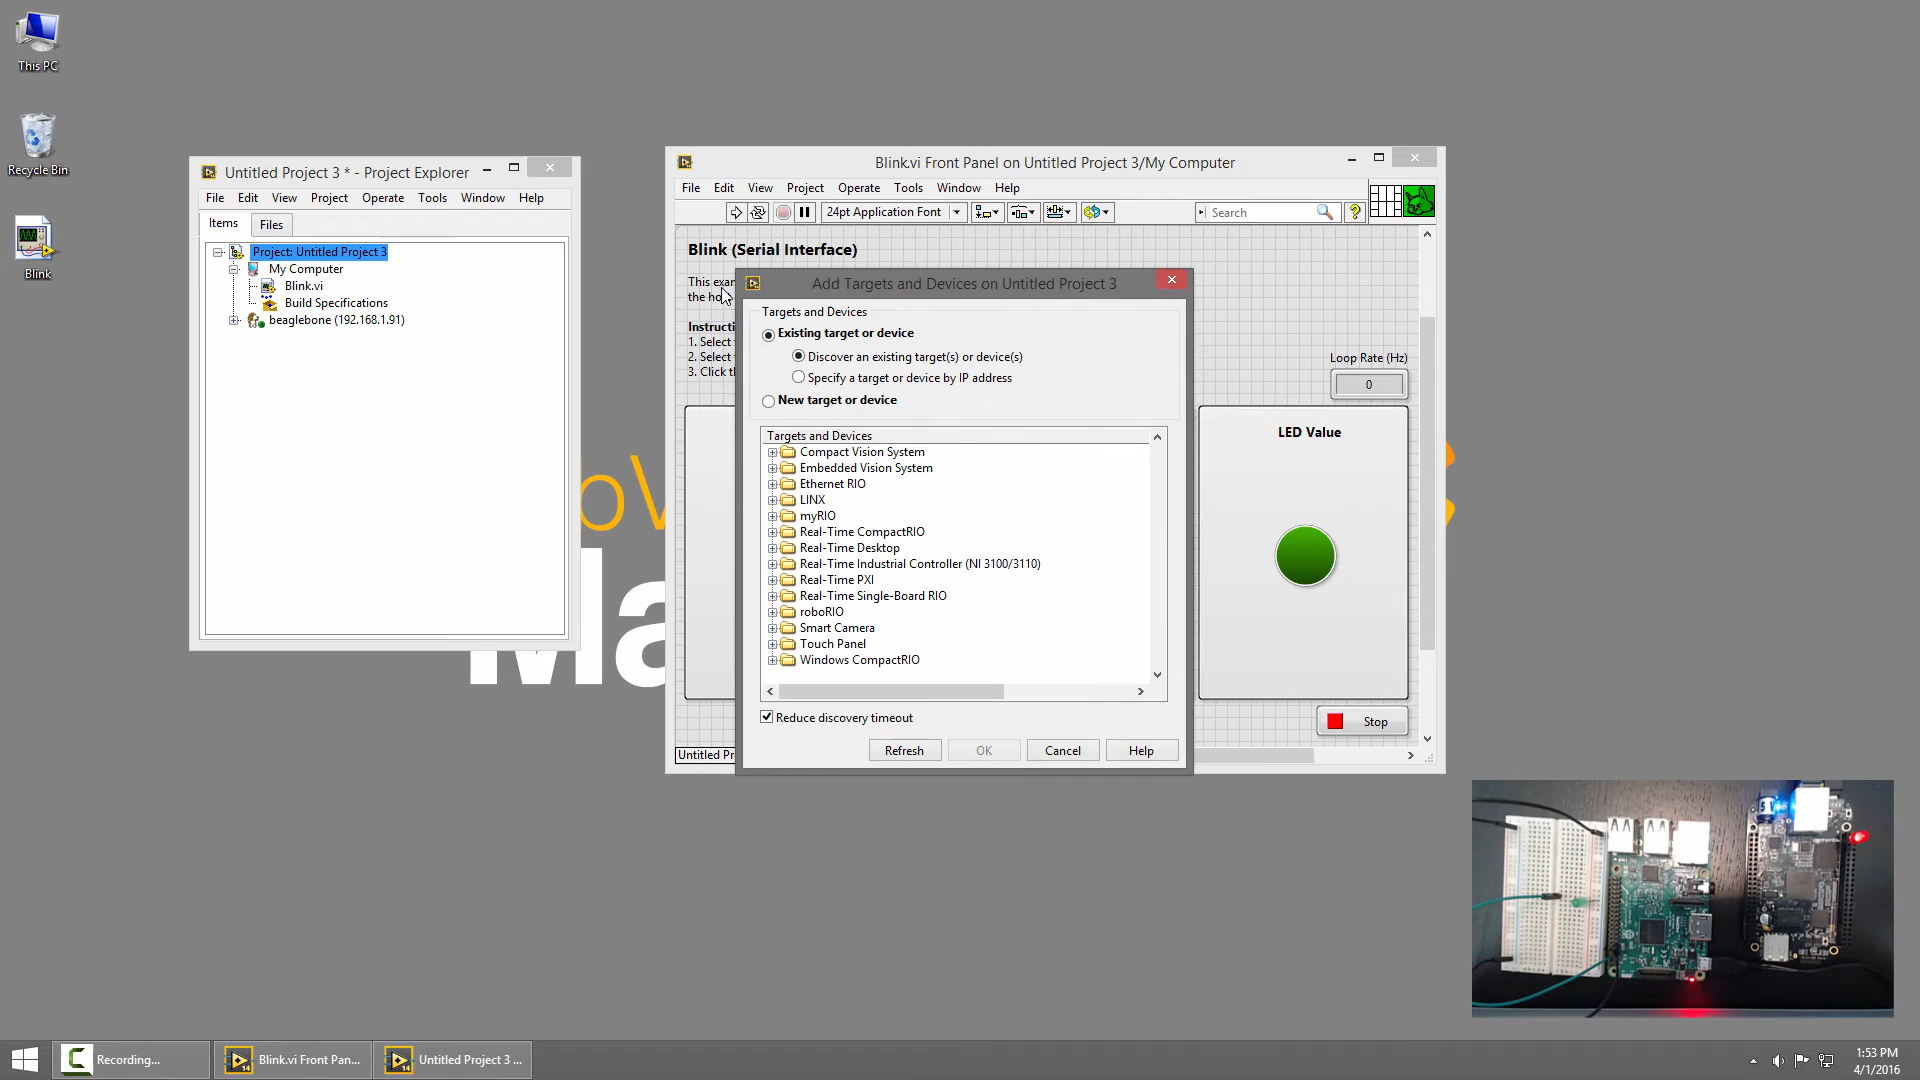 This PC
Recycle Bin
Blink
Untitled Project 3 * - Project Explorer
File Edit View Project Operate Tools Window Help
Items Files
Project: Untitled Project 3
My Computer
Blink.vi
Build Specifications
beaglebone (192.168.1.91)
Blink.vi Front Panel on Untitled Project 3/My Computer
File Edit View Project Operate Tools Window Help
24pt Application Font
Search
?
Blink (Serial Interface)
This exam
the ho
Instructi
1. Select
2. Select
3. Click th
Loop Rate (Hz)
0
LED Value
Stop
Untitled Pr
Add Targets and Devices on Untitled Project 3
Targets and Devices
Existing target or device
Discover an existing target(s) or device(s)
Specify a target or device by IP address
New target or device
Targets and Devices
Compact Vision System
Embedded Vision System
Ethernet RIO
LINX
myRIO
Real-Time CompactRIO
Real-Time Desktop
Real-Time Industrial Controller (NI 3100/3110)
Real-Time PXI
Real-Time Single-Board RIO
roboRIO
Smart Camera
Touch Panel
Windows CompactRIO
Reduce discovery timeout
Refresh OK Cancel Help
Ma
Recording...
Blink.vi Front Pan...
Untitled Project 3 ...
1:53 PM
4/1/2016